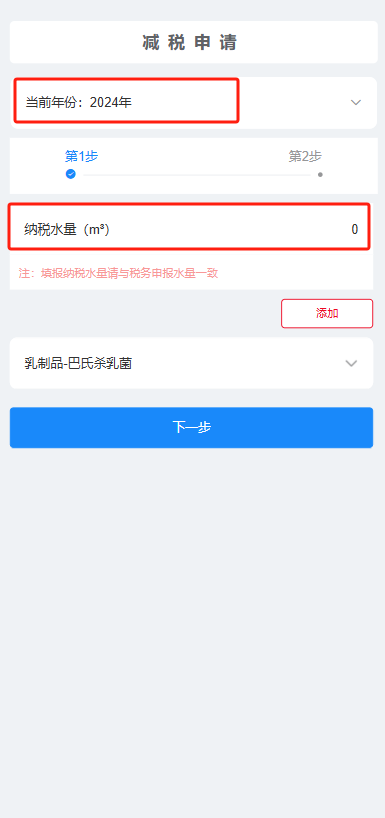 减税申请
当前年份：2024年
第1步 第2步
纳税水量（m³） 0
注：填报纳税水量请与税务申报水量一致
添加
乳制品-巴氏杀乳菌
下一步